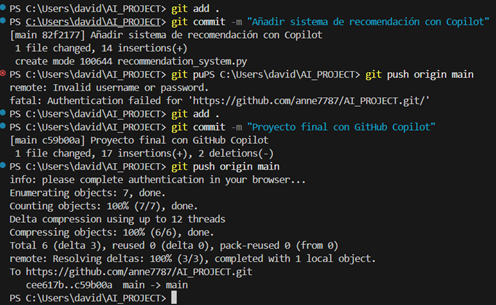 PS C:\Users\david\AI_PROJECT> git add .
PS C:\Users\david\AI_PROJECT> git commit -m "Añadir sistema de recomendación con Copilot"
[main 82f2177] Añadir sistema de recomendación con Copilot
1 file changed, 14 insertions(+)
create mode 100644 recommendation_system.py
PS C:\Users\david\AI_PROJECT> git puPS C:\Users\david\AI_PROJECT> git push origin main
remote: Invalid username or password.
fatal: Authentication failed for 'https://github.com/anne7787/AI_PROJECT.git/'
PS C:\Users\david\AI_PROJECT> git add .
PS C:\Users\david\AI_PROJECT> git commit -m "Proyecto final con GitHub Copilot"
[main c59b00a] Proyecto final con GitHub Copilot
1 file changed, 17 insertions(+), 2 deletions(-)
PS C:\Users\david\AI_PROJECT> git push origin main
info: please complete authentication in your browser...
Enumerating objects: 7, done.
Counting objects: 100% (7/7), done.
Delta compression using up to 12 threads
Compressing objects: 100% (6/6), done.
Total 6 (delta 3), reused 0 (delta 0), pack-reused 0 (from 0)
remote: Resolving deltas: 100% (3/3), completed with 1 local object.
To https://github.com/anne7787/AI_PROJECT.git
cee617b..c59b00a main -> main
PS C:\Users\david\AI_PROJECT>